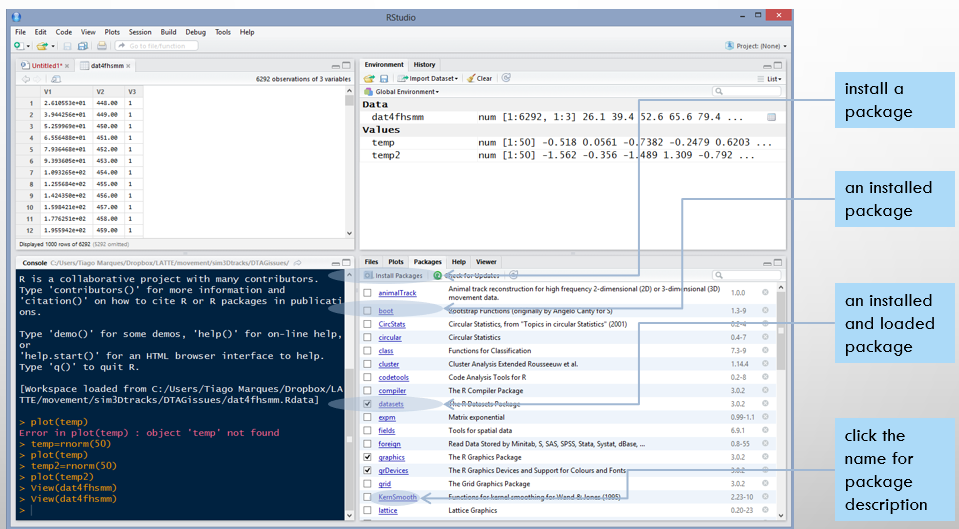 RStudio
File Edit Code View Plots Session Build Debug Tools Help
Go to file/function
Project: (None)
Untitled1* dat4fhsmm
6292 observations of 3 variables
V1 V2 V3
1 2.610553e+01 448.00 1
2 3.944256e+01 449.00 1
3 5.259969e+01 450.00 1
4 6.556488e+01 451.00 1
5 7.936468e+01 452.00 1
6 9.393605e+01 453.00 1
7 1.093265e+02 454.00 1
8 1.255684e+02 455.00 1
9 1.424350e+02 456.00 1
10 1.598421e+02 457.00 1
11 1.776251e+02 458.00 1
12 1.955942e+02 459.00 1
Displayed 1000 rows of 6292 (5292 omitted)
Environment History
Import Dataset Clear List
Global Environment
Data
dat4fhsmm num [1:6292, 1:3] 26.1 39.4 52.6 65.6 79.4 ...
Values
temp num [1:50] -0.518 0.0561 -0.7382 -0.2479 0.6203 ...
temp2 num [1:50] -1.562 -0.356 -1.489 1.309 -0.792 ...
Console C:/Users/Tiago Marques/Dropbox/LATTE/movement/sim3Dtracks/DTAGissues/
R is a collaborative project with many contributors.
Type 'contributors()' for more information and
'citation()' on how to cite R or R packages in publicati
ons.
Type 'demo()' for some demos, 'help()' for on-line help,
or
'help.start()' for an HTML browser interface to help.
Type 'q()' to quit R.
[Workspace loaded from C:/Users/Tiago Marques/Dropbox/LA
TTE/movement/sim3Dtracks/DTAGissues/dat4fhsmm.Rdata]
> plot(temp)
Error in plot(temp) : object 'temp' not found
> temp=rnorm(50)
> plot(temp)
> temp2=rnorm(50)
> plot(temp2)
> View(dat4fhsmm)
> View(dat4fhsmm)
>
Files Plots Packages Help Viewer
Install Packages Check for Updates
animalTrack Animal track reconstruction for high frequency 2-dimensional (2D) or 3-dimensional (3D) 1.0.0
movement data.
boot Bootstrap Functions (originally by Angelo Canty for S) 1.3-9
CircStats Circular Statistics, from "Topics in circular Statistics" (2001) 0.2-4
circular Circular Statistics 0.4-7
class Functions for Classification 7.3-9
cluster Cluster Analysis Extended Rousseeuw et al. 1.14.4
codetools Code Analysis Tools for R 0.2-8
compiler The R Compiler Package 3.0.2
datasets The R Datasets Package 3.0.2
expm Matrix exponential 0.99-1.1
fields Tools for spatial data 6.9.1
foreign Read Data Stored by Minitab, S, SAS, SPSS, Stata, Systat, dBase, ... 0.8-55
graphics The R Graphics Package 3.0.2
grDevices The R Graphics Devices and Support for Colours and Fonts 3.0.2
grid The Grid Graphics Package 3.0.2
KernSmooth Functions for kernel smoothing for Wand & Jones (1995) 2.23-10
lattice Lattice Graphics 0.20-23
install a
package
an installed
package
an installed
and loaded
package
click the
name for
package
description